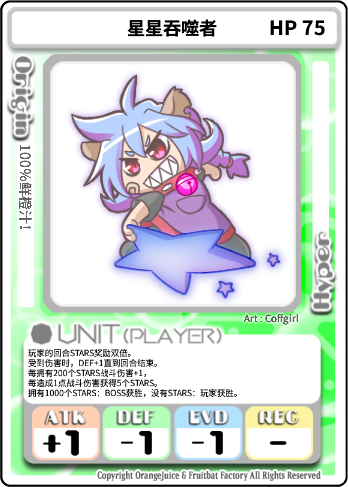 星星吞噬者 HP 75
Origin
100%鲜橙汁!
Hyper
Art : Coffgirl
UNIT (PLAYER)
玩家的回合STARS奖励双倍。
受到伤害时，DEF+1直到回合结束。
每拥有200个STARS战斗伤害+1，
每造成1点战斗伤害获得5个STARS。
拥有1000个STARS：BOSS获胜，没有STARS：玩家获胜。
ATK DEF EVD REC
+1 -1 -1 -
Copyright Orangejuice & Fruitbat Factory All Rights Reserved